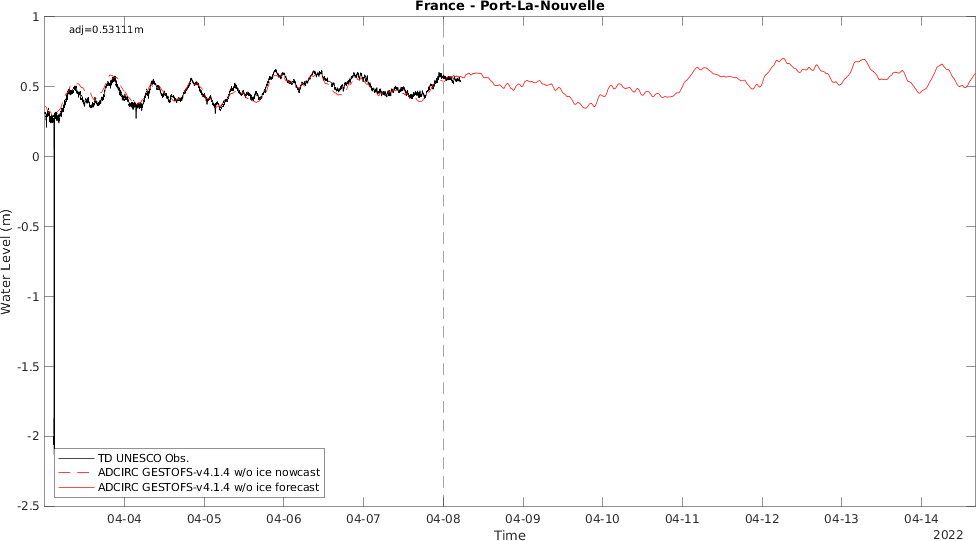 France - Port-La-Nouvelle
adj=0.53111m
1
0.5
0
-0.5
-1
-1.5
-2
-2.5
Water Level (m)
TD UNESCO Obs.
ADCIRC GESTOFS-v4.1.4 w/o ice nowcast
ADCIRC GESTOFS-v4.1.4 w/o ice forecast
04-04 04-05 04-06 04-07 04-08 04-09 04-10 04-11 04-12 04-13 04-14
Time
2022